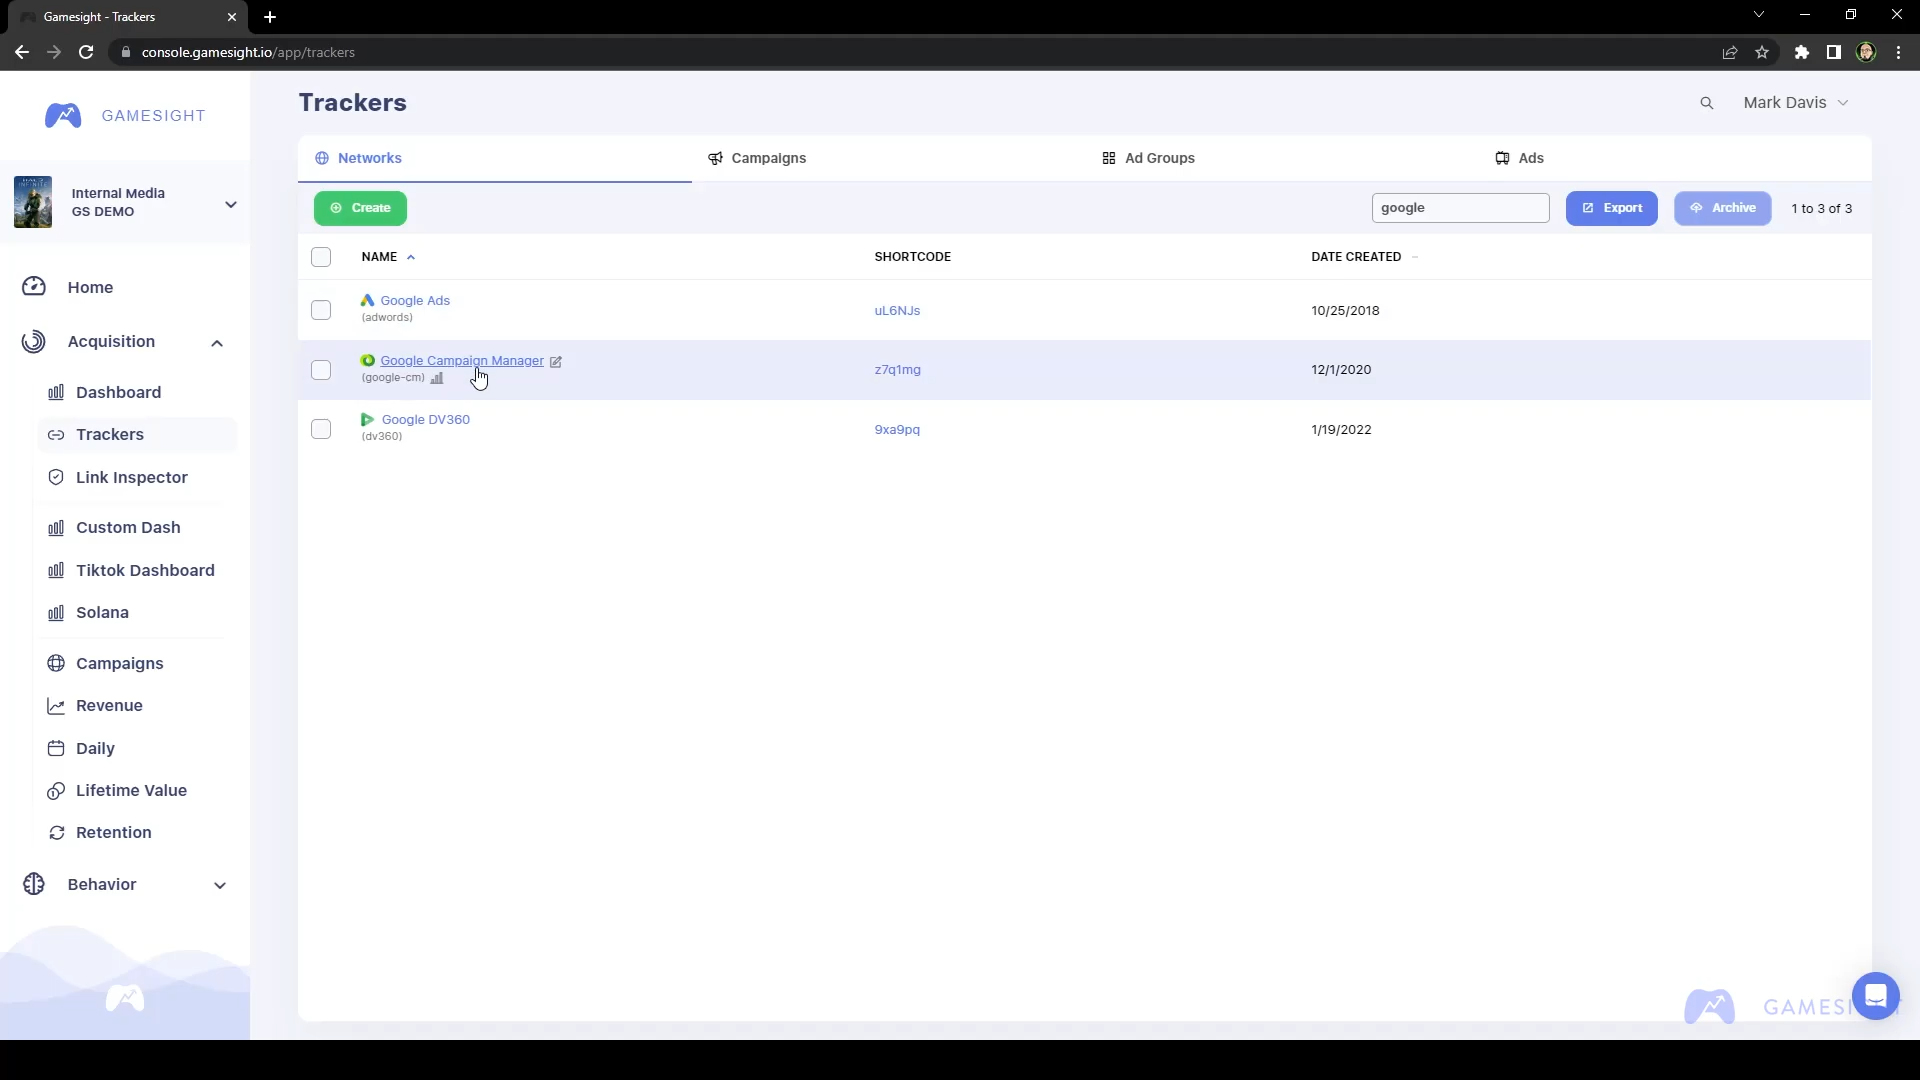 Gamesight - Trackers
console.gamesight.io/app/trackers
GAMESIGHT
Trackers
Mark Davis
Internal Media
GS DEMO
Networks
Campaigns
Ad Groups
Ads
Create
google
Export
Archive
1 to 3 of 3
NAME
SHORTCODE
DATE CREATED
Google Ads
(adwords)
uL6NJs
10/25/2018
Google Campaign Manager
(google-cm)
z7q1mg
12/1/2020
Google DV360
(dv360)
9xa9pq
1/19/2022
Home
Acquisition
Dashboard
Trackers
Link Inspector
Custom Dash
Tiktok Dashboard
Solana
Campaigns
Revenue
Daily
Lifetime Value
Retention
Behavior